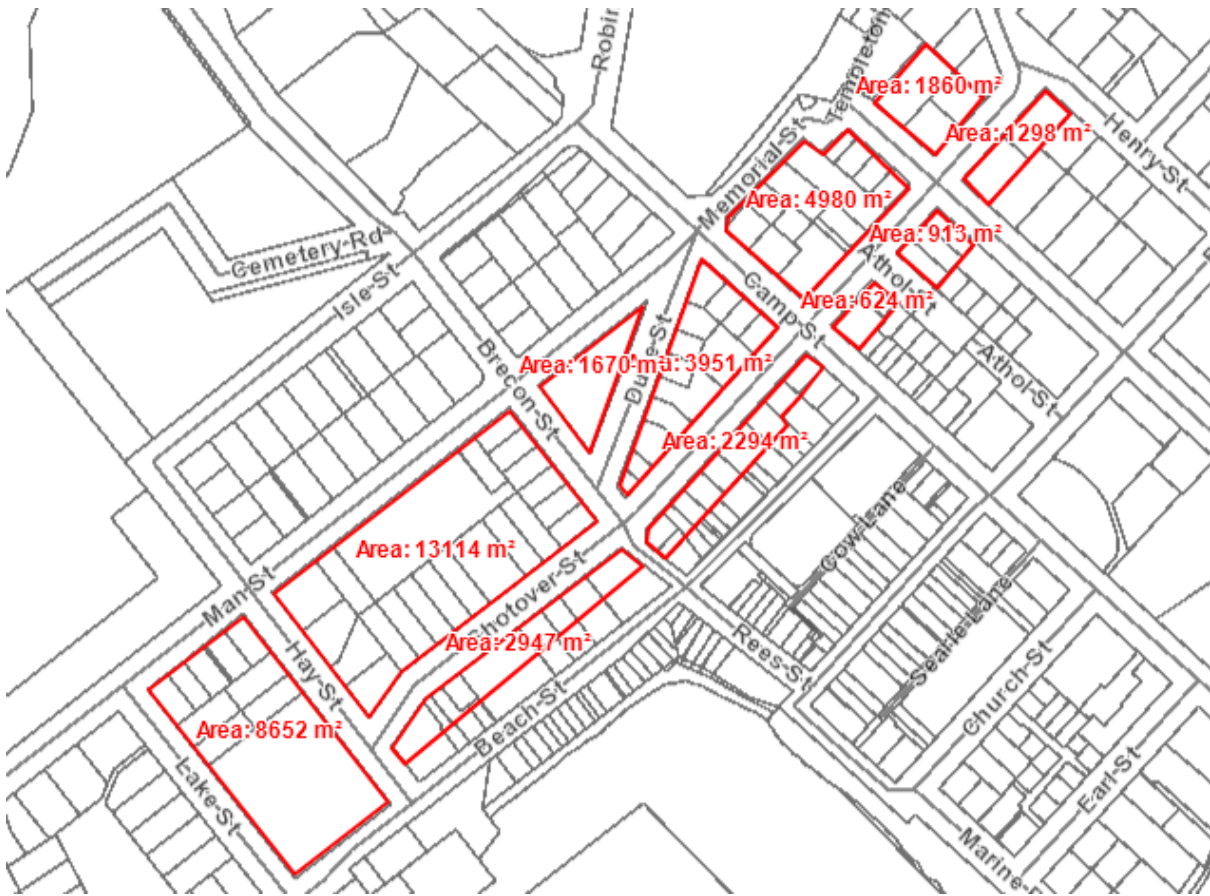 Robin
Templeton
Area: 1860 m²
Area: 1298 m²
Henry-St
Memorial-St
Area: 4980 m²
Area: 913 m²
Cemetery-Rd
Athol-St
Isle-St
Camp-St
Area: 624 m²
Brecon-St
Area: 1670 m²
3951 m²
Athol-St
Area: 2294 m²
Cow-Lane
Area: 13114 m²
Man-St
Shotover-St
Area: 2947 m²
Rees-St
Searle-Lane
Hay-St
Church-St
Area: 8652 m²
Beach-St
Lake-St
Earl-St
Marine-P